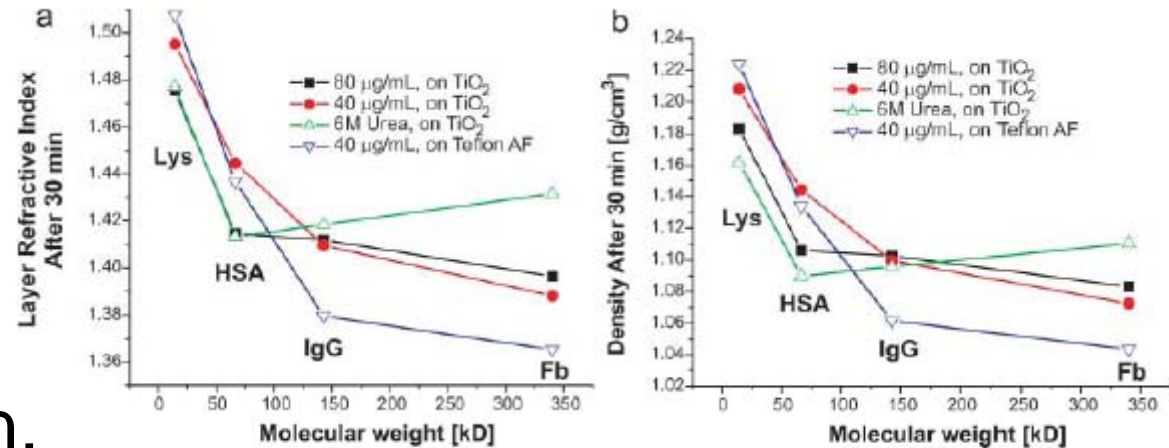 a
Layer Refractive Index
After 30 min
1.50
1.48
1.46
1.44
1.42
1.40
1.38
1.36
80 µg/mL, on TiO2
40 µg/mL, on TiO2
6M Urea, on TiO2
40 µg/mL, on Teflon AF
Lys
HSA
IgG
Fb
0 50 100 150 200 250 300 350
Molecular weight [kD]
b
Density After 30 min [g/cm3]
1.24
1.22
1.20
1.18
1.16
1.14
1.12
1.10
1.08
1.06
1.04
1.02
80 µg/mL, on TiO2
40 µg/mL, on TiO2
6M Urea, on TiO2
40 µg/mL, on Teflon AF
Lys
HSA
IgG
Fb
0 50 100 150 200 250 300 350
Molecular weight [kD]